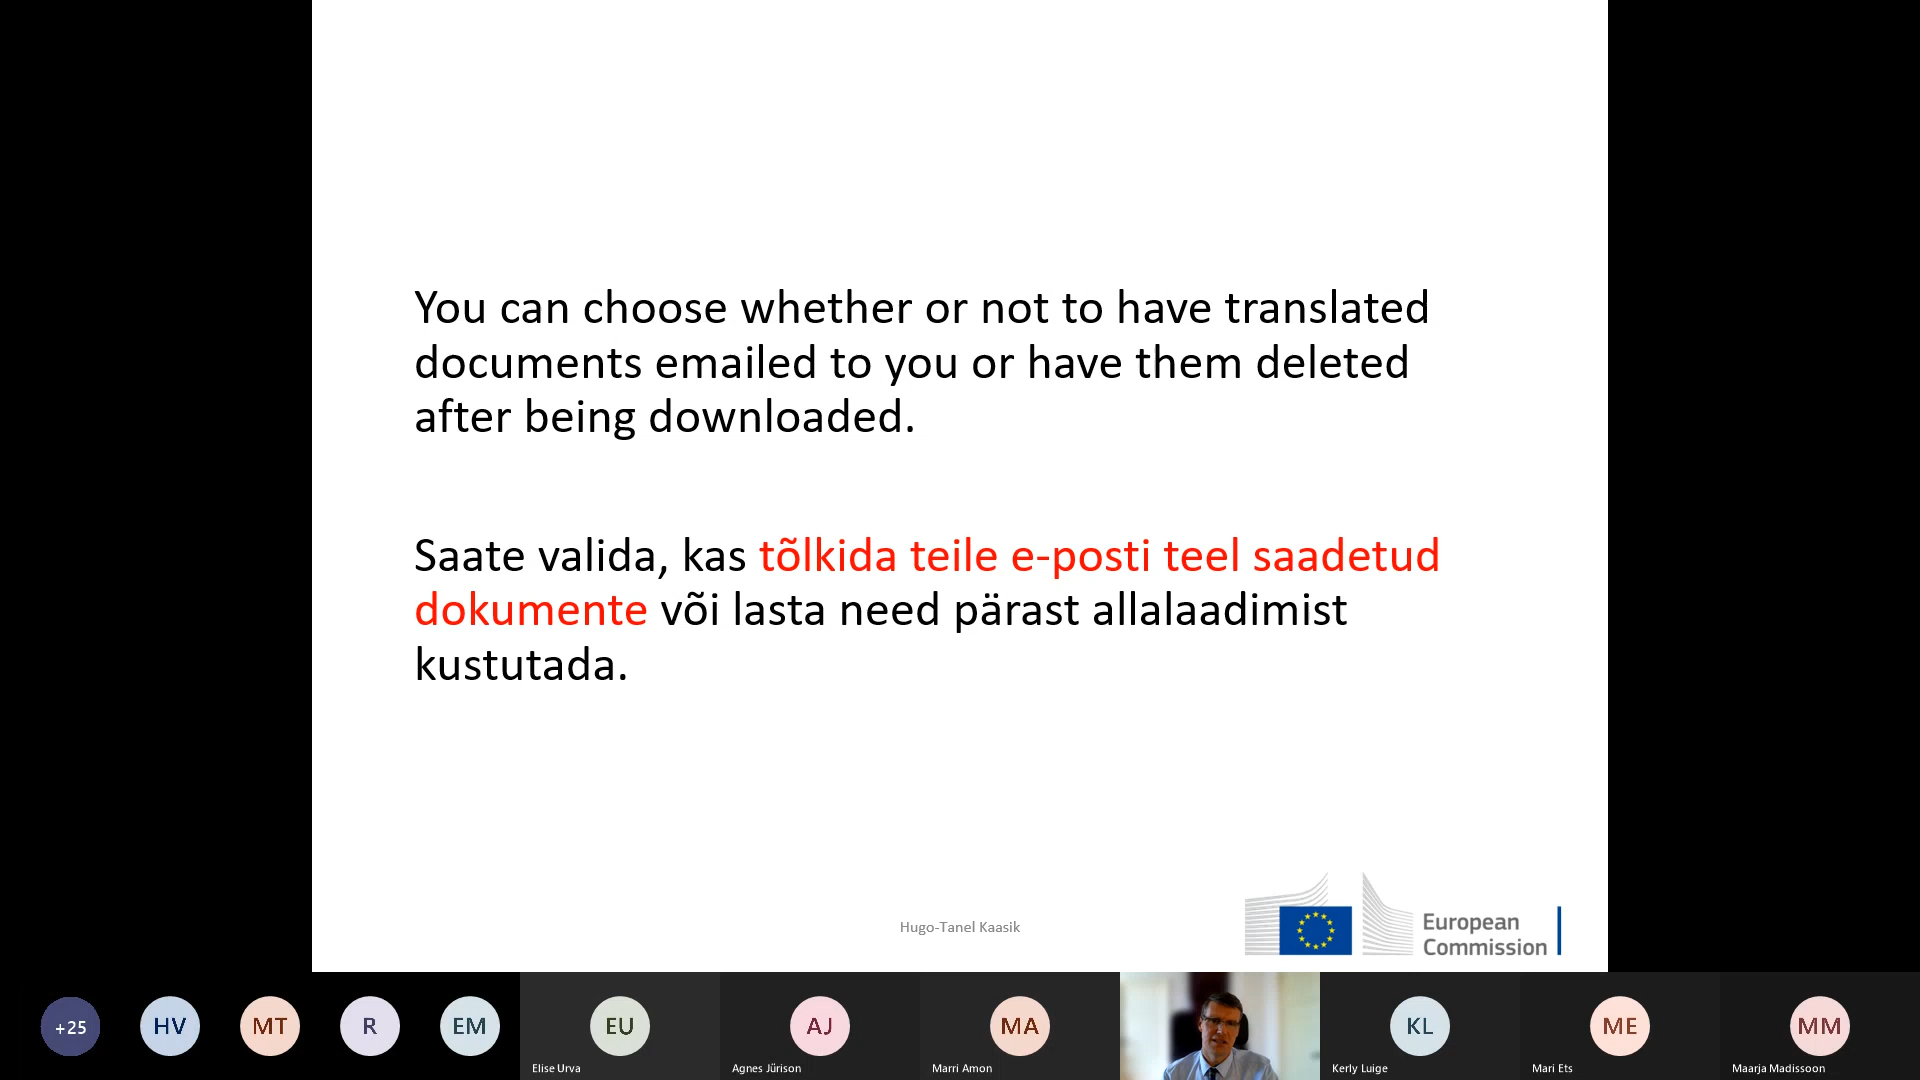 You can choose whether or not to have translated
documents emailed to you or have them deleted
after being downloaded.
Saate valida, kas tõlkida teile e-posti teel saadetud
dokumente või lasta need pärast allalaadimist
kustutada.
Hugo-Tanel Kaasik
European
Commission
+25
HV
MT
R
EM
EU
AJ
MA
KL
ME
MM
Elise Urva
Agnes Jürison
Marri Amon
Kerly Luige
Mari Ets
Maarja Madissoon